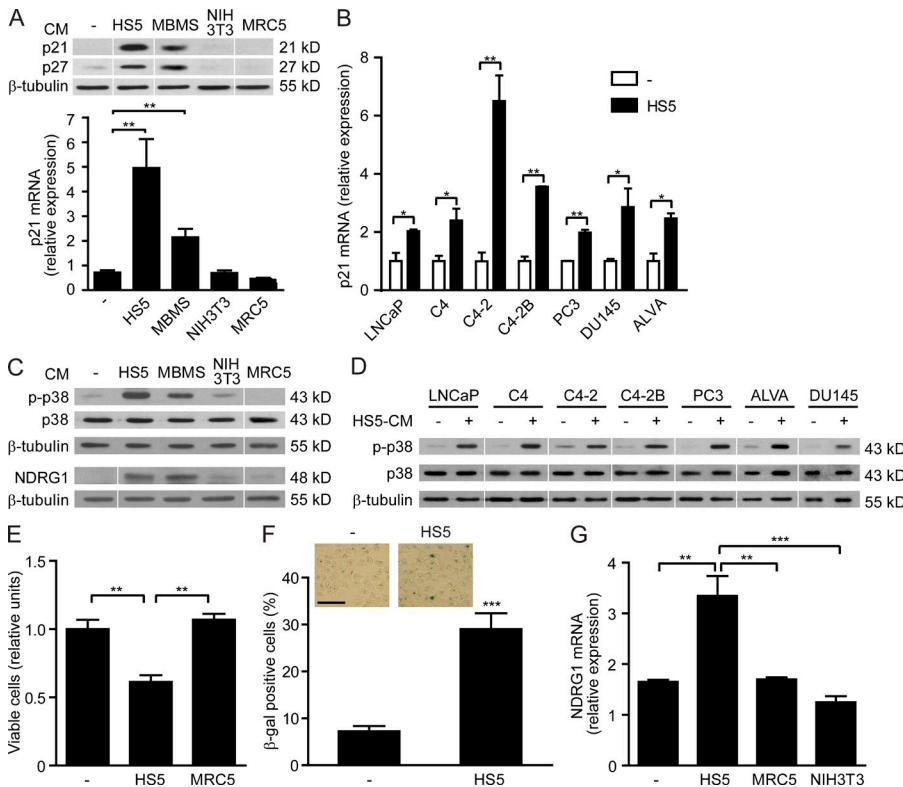 A
CM - HS5 MBMS NIH 3T3 MRC5
p21 21 kD
p27 27 kD
β-tubulin 55 kD
p21 mRNA
(relative expression)
7
6
5
4
3
2
1
0
** **
- HS5 MBMS NIH3T3 MRC5
B
p21 mRNA (relative expression)
8
6
4
2
0
* * ** ** ** * *
-
HS5
LNCaP C4 C4-2 C4-2B PC3 DU145 ALVA
C
CM - HS5 MBMS NIH 3T3 MRC5
p-p38 43 kD
p38 43 kD
β-tubulin 55 kD
NDRG1 48 kD
β-tubulin 55 kD
D
LNCaP C4 C4-2 C4-2B PC3 ALVA DU145
HS5-CM - + - + - + - + - + - + - +
p-p38 43 kD
p38 43 kD
β-tubulin 55 kD
E
Viable cells (relative units)
1.5
1.0
0.5
0
** **
- HS5 MRC5
F
- HS5
β-gal positive cells (%)
40
30
20
10
0
***
- HS5
G
NDRG1 mRNA
(relative expression)
4
3
2
1
0
** ** ***
- HS5 MRC5 NIH3T3